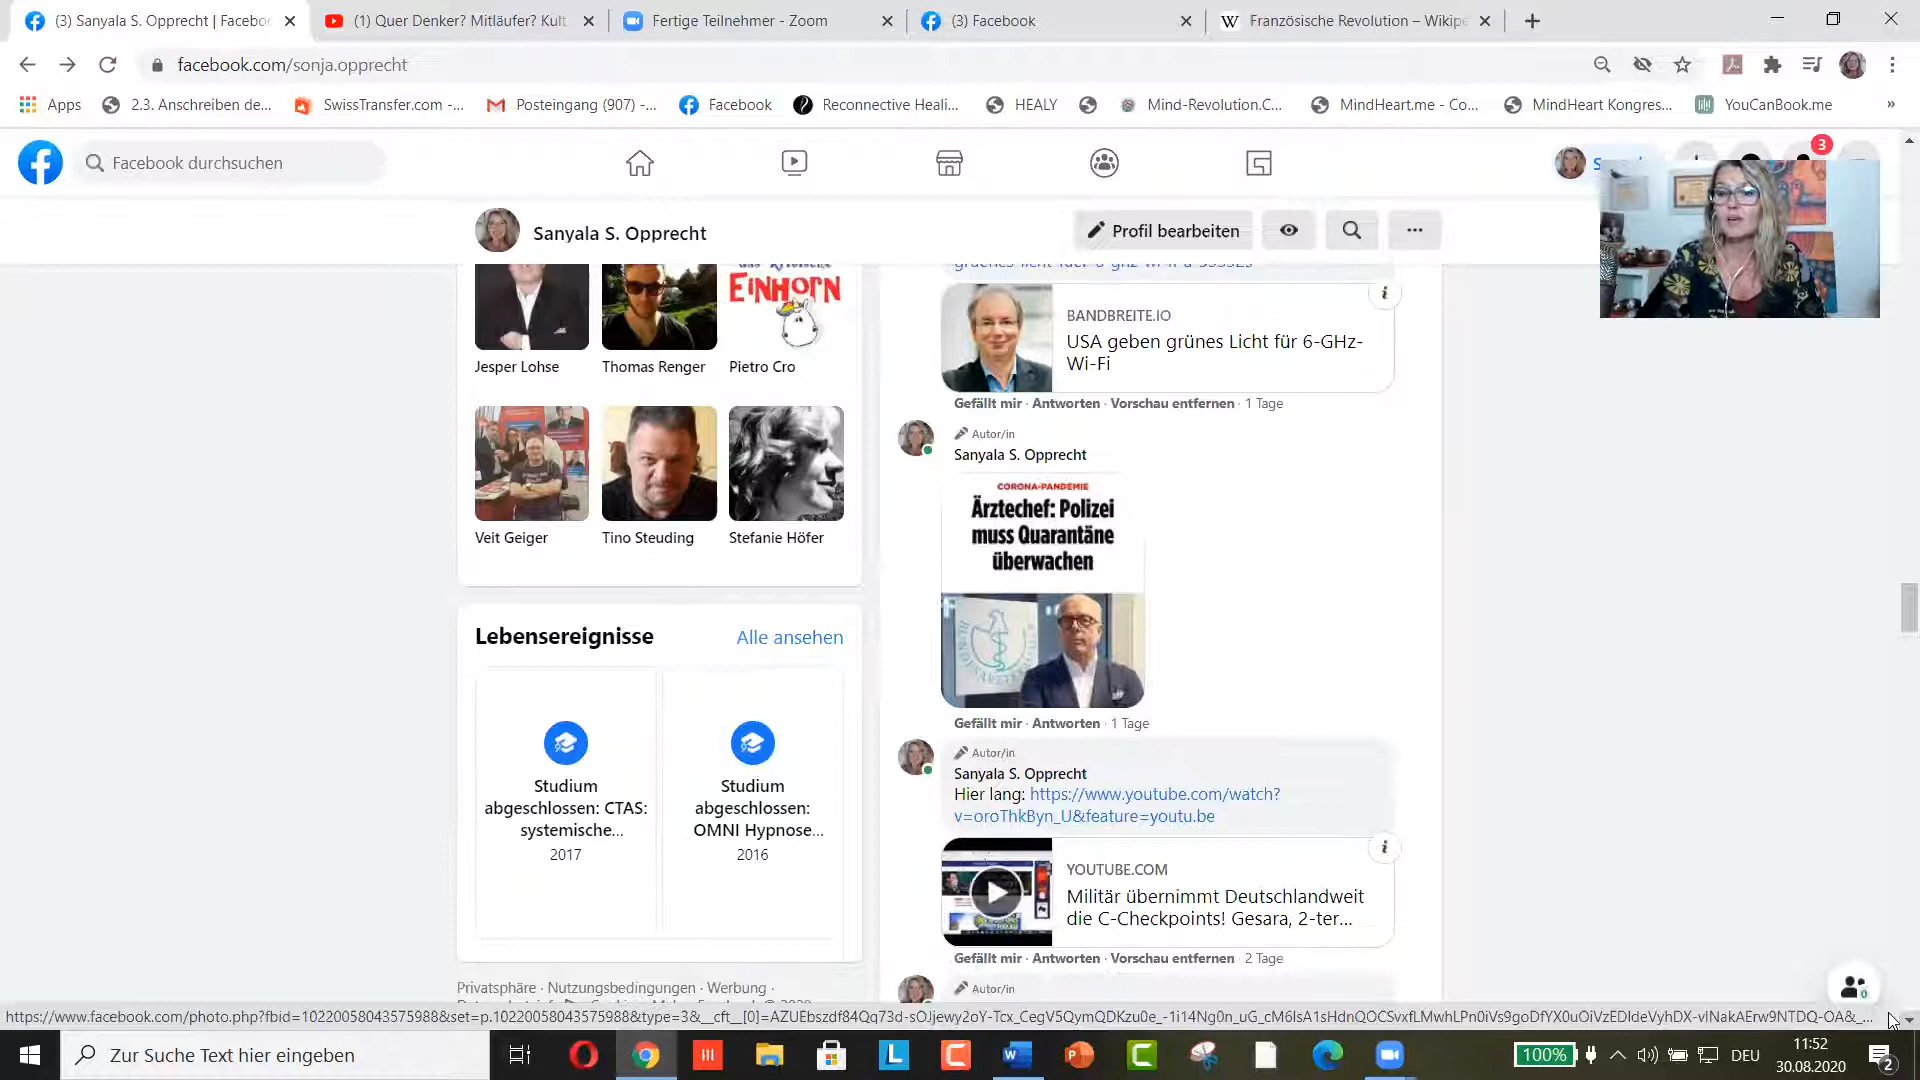 (3) Sanyala S. Opprecht | Facebo
(1) Quer Denker? Mitläufer? Kult
Fertige Teilnehmer - Zoom
(3) Facebook
Französische Revolution – Wikipe
facebook.com/sonja.opprecht
Apps
2.3. Anschreiben de...
SwissTransfer.com -...
Posteingang (907) -...
Facebook
Reconnective Heali...
HEALY
Mind-Revolution.C...
MindHeart.me - Co...
MindHeart Kongres...
YouCanBook.me
»
Facebook durchsuchen
3
Sanyala S. Opprecht
Profil bearbeiten
EINHORN
Jesper Lohse
Thomas Renger
Pietro Cro
Veit Geiger
Tino Steuding
Stefanie Höfer
Lebensereignisse
Alle ansehen
Studium
abgeschlossen: CTAS:
systemische...
2017
Studium
abgeschlossen:
OMNI Hypnose...
2016
Privatsphäre · Nutzungsbedingungen · Werbung ·
BANDBREITE.IO
USA geben grünes Licht für 6-GHz-
Wi-Fi
Gefällt mir · Antworten · Vorschau entfernen · 1 Tage
Autor/in
Sanyala S. Opprecht
CORONA-PANDEMIE
Ärztechef: Polizei
muss Quarantäne
überwachen
Gefällt mir · Antworten · 1 Tage
Autor/in
Sanyala S. Opprecht
Hier lang: https://www.youtube.com/watch?
v=oroThkByn_U&feature=youtu.be
YOUTUBE.COM
Militär übernimmt Deutschlandweit
die C-Checkpoints! Gesara, 2-ter...
Gefällt mir · Antworten · Vorschau entfernen · 2 Tage
Autor/in
Zur Suche Text hier eingeben
100%
DEU
11:52
30.08.2020
2